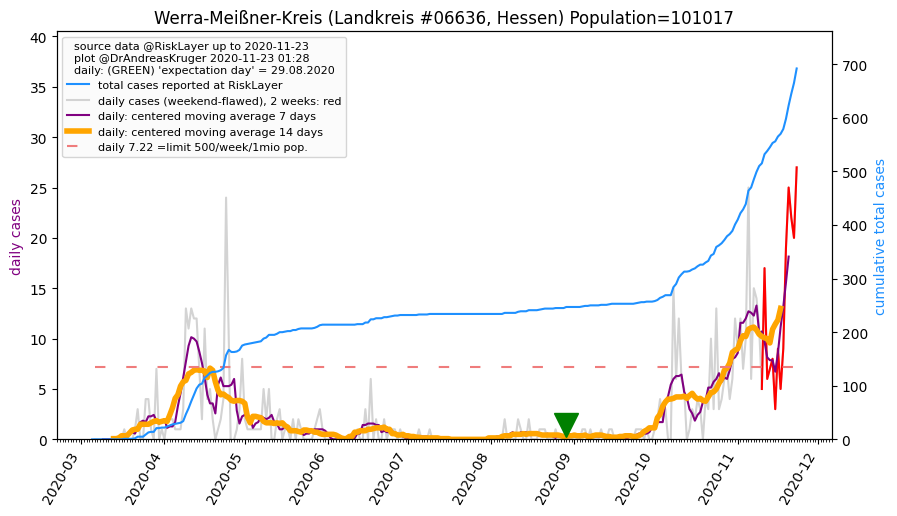 Werra-Meißner-Kreis (Landkreis #06636, Hessen) Population=101017
source data @RiskLayer up to 2020-11-23
plot @DrAndreasKruger 2020-11-23 01:28
daily: (GREEN) 'expectation day' = 29.08.2020
total cases reported at RiskLayer
daily cases (weekend-flawed), 2 weeks: red
daily: centered moving average 7 days
daily: centered moving average 14 days
daily 7.22 =limit 500/week/1mio pop.
daily cases
40
35
30
25
20
15
10
5
0
cumulative total cases
700
600
500
400
300
200
100
0
2020-03
2020-04
2020-05
2020-06
2020-07
2020-08
2020-09
2020-10
2020-11
2020-12